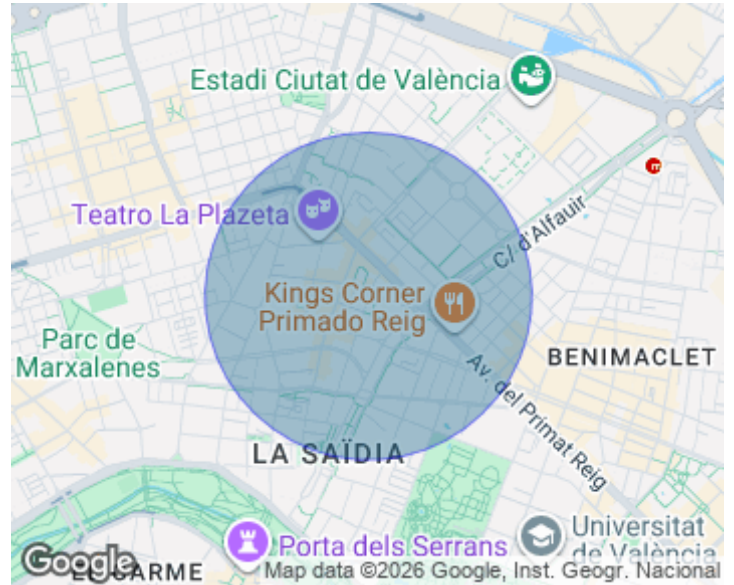 Estadi Ciutat de València
Teatro La Plazeta
C/ d'Alfauir
Kings Corner
Primado Reig
Parc de
Marxalenes
BENIMACLET
Av. del Primat Reig
LA SAÏDIA
Universitat
de València
Porta dels Serrans
Google
CARME
Map data ©2026 Google, Inst. Geogr. Nacional